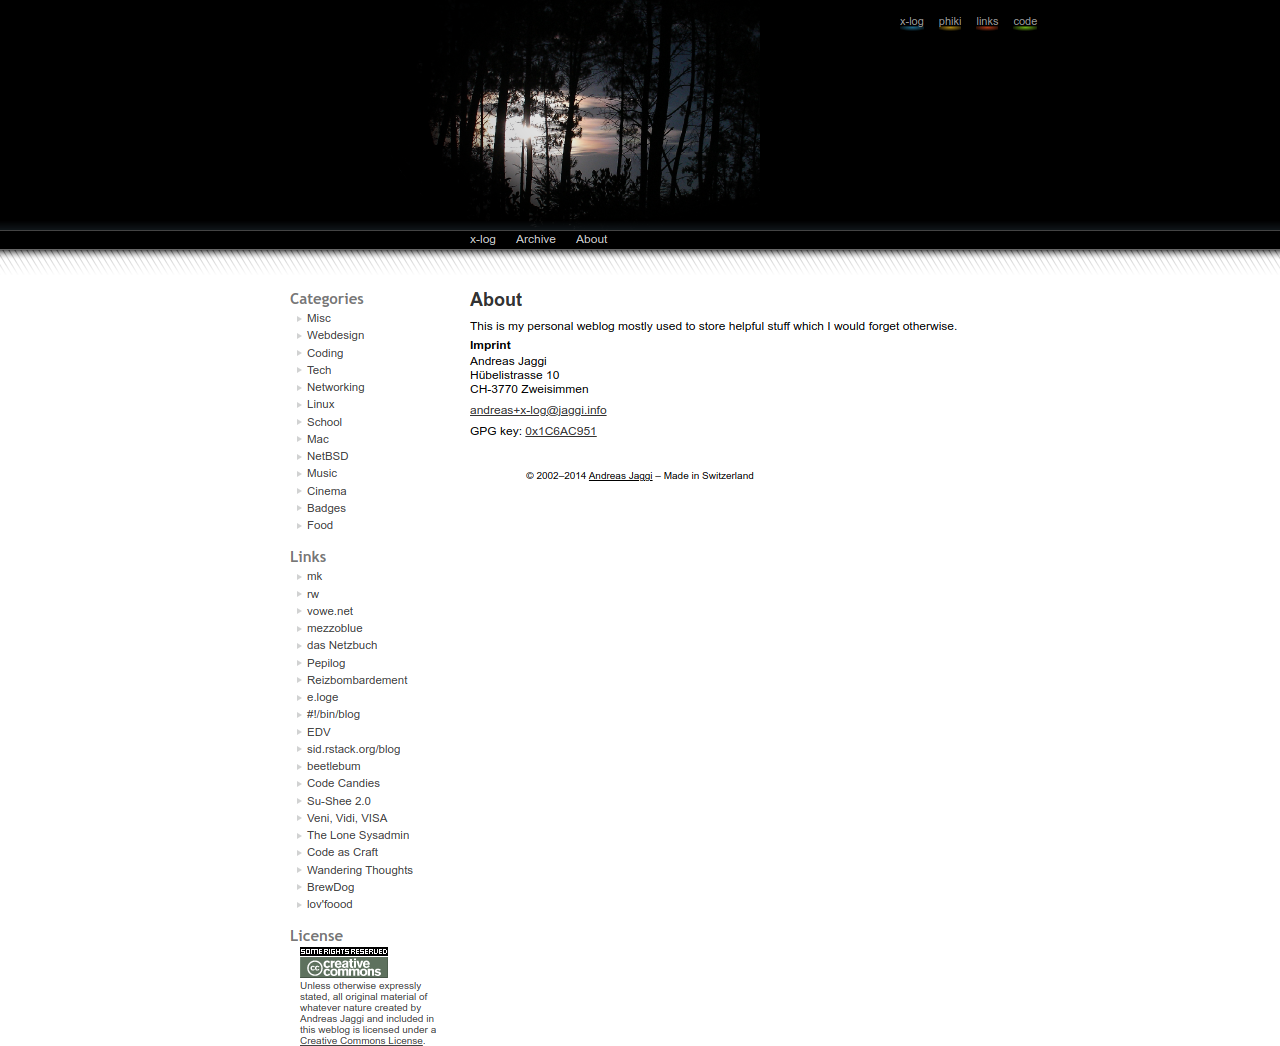 x-log phiki links code
x-log Archive About
Categories
Misc
Webdesign
Coding
Tech
Networking
Linux
School
Mac
NetBSD
Music
Cinema
Badges
Food
Links
mk
rw
vowe.net
mezzoblue
das Netzbuch
Pepilog
Reizbombardement
e.loge
#!/bin/blog
EDV
sid.rstack.org/blog
beetlebum
Code Candies
Su-Shee 2.0
Veni, Vidi, VISA
The Lone Sysadmin
Code as Craft
Wandering Thoughts
BrewDog
lov'foood
License
SOME RIGHTS RESERVED
cc creative
commons
Unless otherwise expressly
stated, all original material of
whatever nature created by
Andreas Jaggi and included in
this weblog is licensed under a
Creative Commons License.
About
This is my personal weblog mostly used to store helpful stuff which I would forget otherwise.
Imprint
Andreas Jaggi
Hübelistrasse 10
CH-3770 Zweisimmen
andreas+x-log@jaggi.info
GPG key: 0x1C6AC951
© 2002–2014 Andreas Jaggi – Made in Switzerland